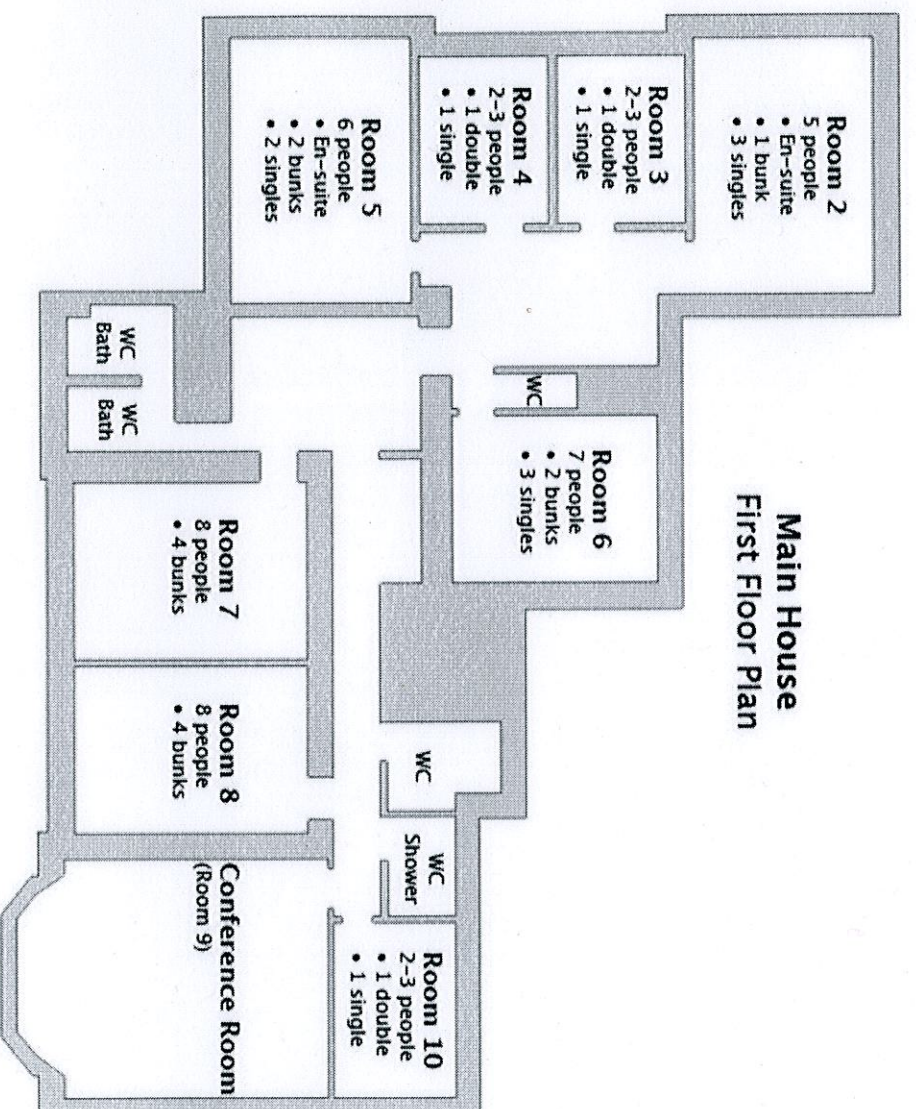 Main House
First Floor Plan
Room 2
5 people
• En-suite
• 1 bunk
• 3 singles
Room 3
2-3 people
• 1 double
• 1 single
Room 4
2-3 people
• 1 double
• 1 single
Room 5
6 people
• En-suite
• 2 bunks
• 2 singles
WC
Room 6
7 people
• 2 bunks
• 3 singles
WC
Bath
WC
Bath
Room 7
8 people
• 4 bunks
Room 8
8 people
• 4 bunks
WC
WC
Shower
Conference Room
(Room 9)
Room 10
2-3 people
• 1 double
• 1 single